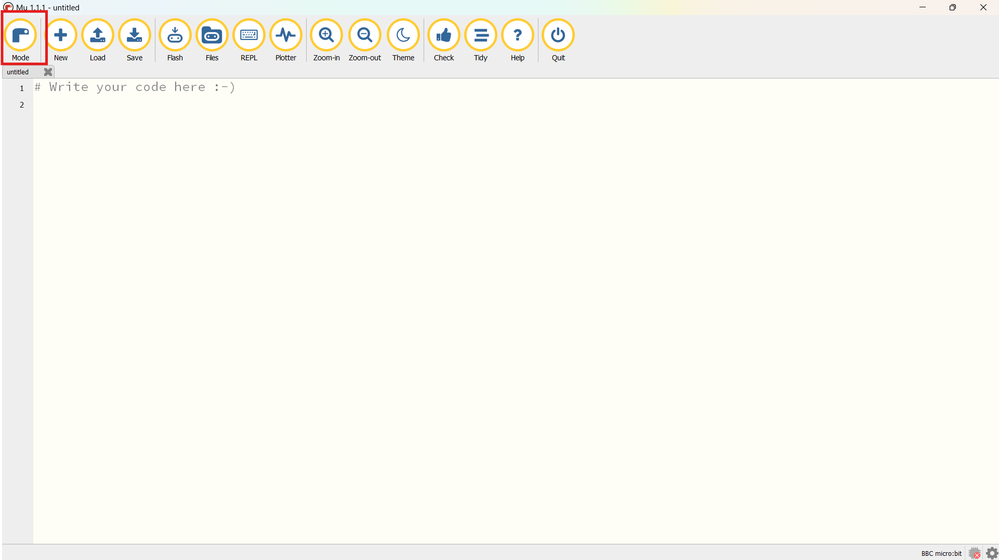 Mu 1.1.1 - untitled
Mode New Load Save Flash Files REPL Plotter Zoom-in Zoom-out Theme Check Tidy Help Quit
untitled
1 # Write your code here :-)
2
BBC micro:bit